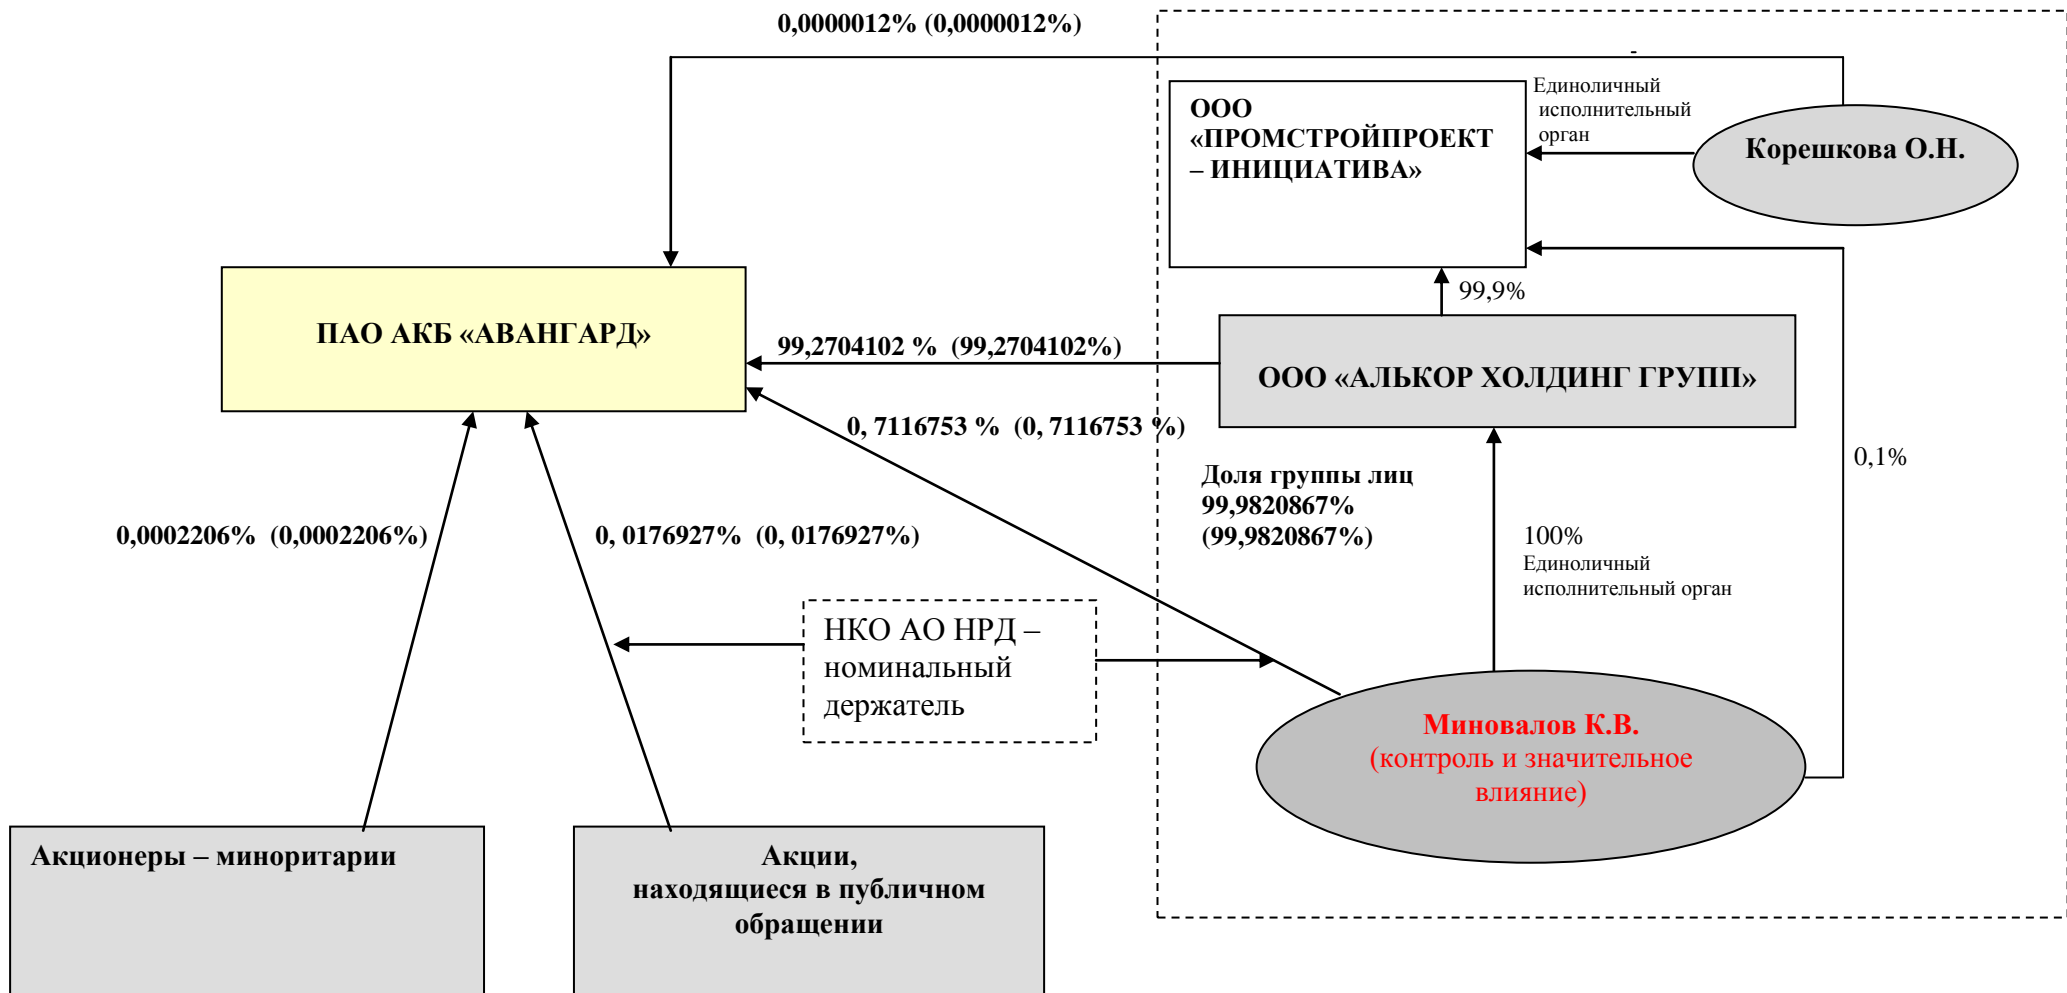 0,0000012% (0,0000012%)
-
Единоличный
исполнительный
орган
ООО
«ПРОМСТРОЙПРОЕКТ
– ИНИЦИАТИВА»
Корешкова О.Н.
99,9%
ПАО АКБ «АВАНГАРД»
99,2704102 % (99,2704102%)
ООО «АЛЬКОР ХОЛДИНГ ГРУПП»
0, 7116753 % (0, 7116753 %)
0,1%
Доля группы лиц
99,9820867%
(99,9820867%)
0,0002206% (0,0002206%)
0, 0176927% (0, 0176927%)
100%
Единоличный
исполнительный орган
НКО АО НРД –
номинальный
держатель
Миновалов К.В.
(контроль и значительное
влияние)
Акционеры – миноритарии
Акции,
находящиеся в публичном
обращении